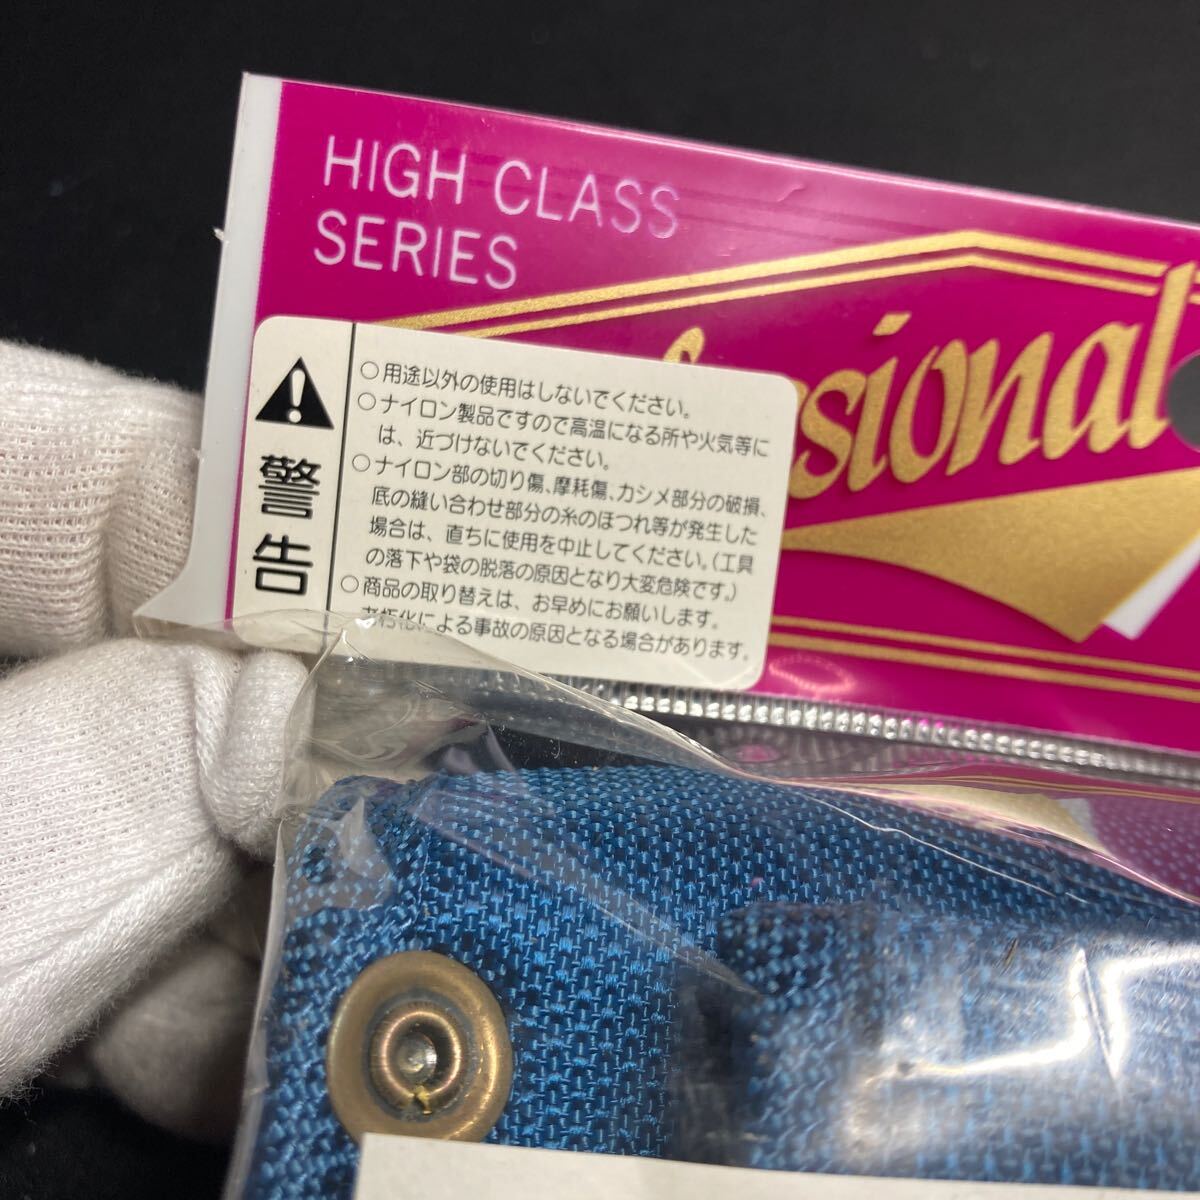 HIGH CLASS
SERIES
警告
○用途以外の使用はしないでください。
○ナイロン製品ですので高温になる所や火気等に
は、近づけないでください。
○ナイロン部の切り傷、摩耗傷、カシメ部分の破損、
底の縫い合わせ部分の糸のほつれ等が発生した
場合は、直ちに使用を中止してください。(工具
の落下や袋の脱落の原因となり大変危険です。)
○商品の取り替えは、お早めにお願いします。
老朽化による事故の原因となる場合があります。